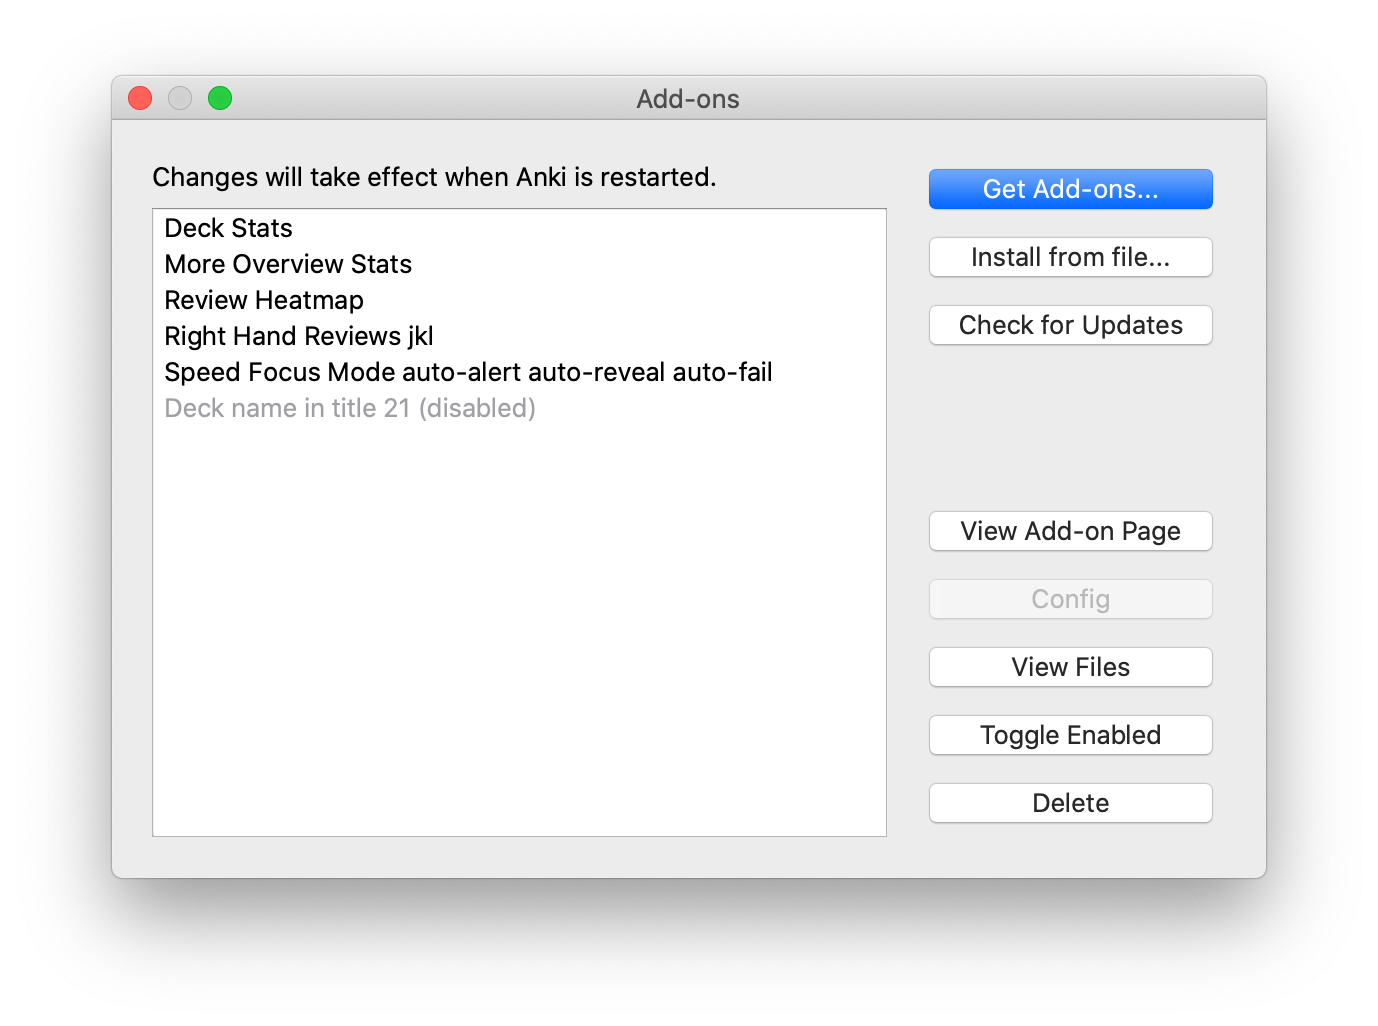 Add-ons
Changes will take effect when Anki is restarted.
Deck Stats
More Overview Stats
Review Heatmap
Right Hand Reviews jkl
Speed Focus Mode auto-alert auto-reveal auto-fail
Deck name in title 21 (disabled)
Get Add-ons...
Install from file...
Check for Updates
View Add-on Page
Config
View Files
Toggle Enabled
Delete